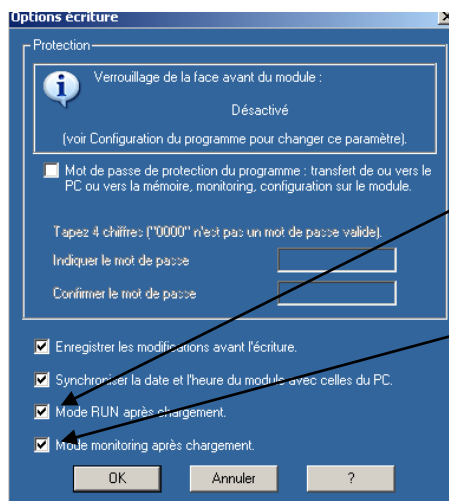 Options écriture
Protection
Verrouillage de la face avant du module :
Désactivé
(voir Configuration du programme pour changer ce paramètre).
Mot de passe de protection du programme : transfert de ou vers le
PC ou vers la mémoire, monitoring, configuration sur le module.
Tapez 4 chiffres ("0000" n'est pas un mot de passe valide).
Indiquer le mot de passe
Confirmer le mot de passe
Enregistrer les modifications avant l'écriture.
Synchroniser la date et l'heure du module avec celles du PC.
Mode RUN après chargement.
Mode monitoring après chargement.
OK Annuler ?